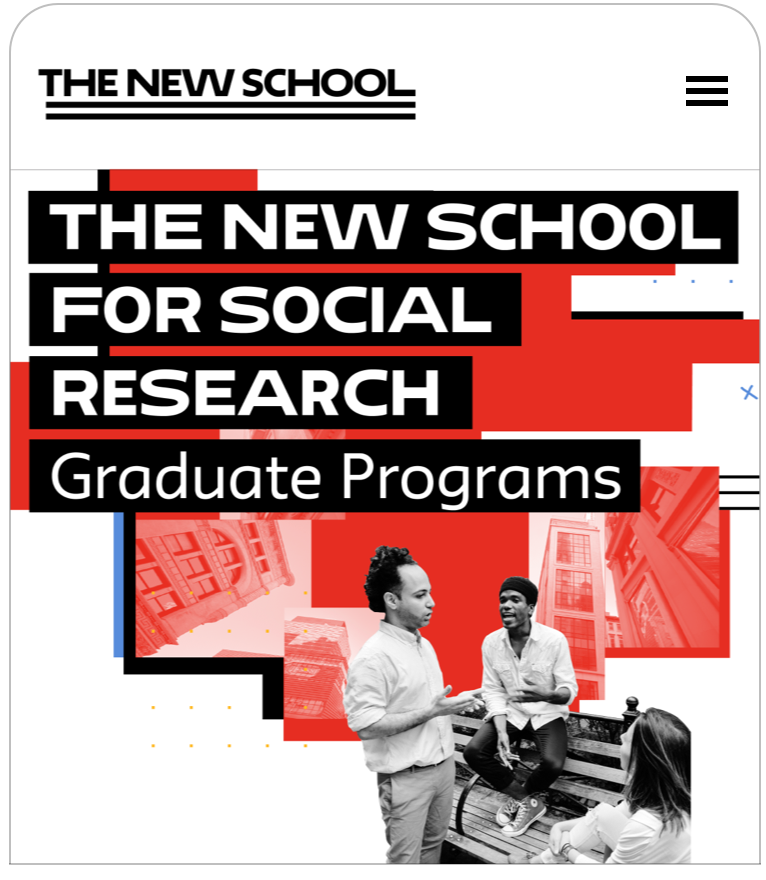 THE NEW SCHOOL
THE NEW SCHOOL
FOR SOCIAL
RESEARCH
Graduate Programs